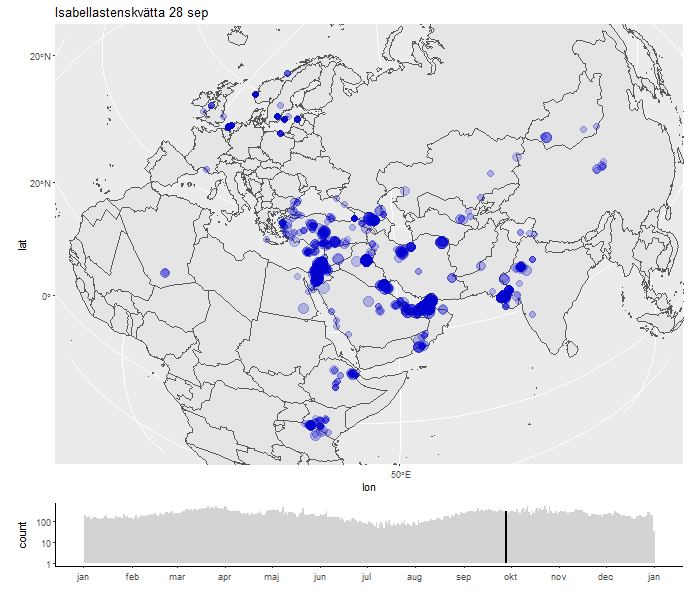 Isabellastenskvätta 28 sep
20°N
20°N
0°
lat
50°E
lon
count
100
10
1
jan feb mar apr maj jun jul aug sep okt nov dec jan